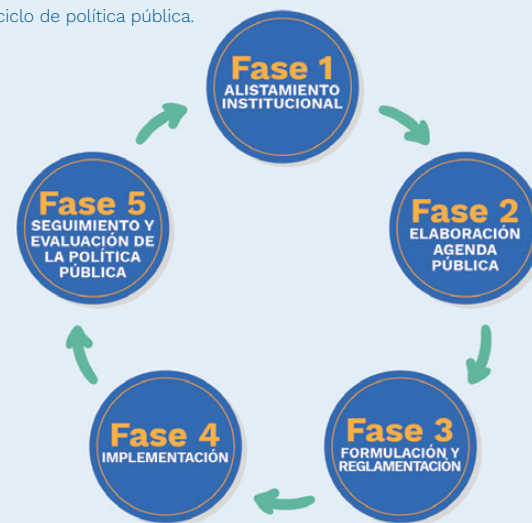 ciclo de política pública.
Fase 1
ALISTAMIENTO
INSTITUCIONAL
Fase 2
ELABORACIÓN
AGENDA
PÚBLICA
Fase 3
FORMULACIÓN Y
REGLAMENTACIÓN
Fase 4
IMPLEMENTACIÓN
Fase 5
SEGUIMIENTO Y
EVALUACIÓN DE
LA POLÍTICA
PÚBLICA